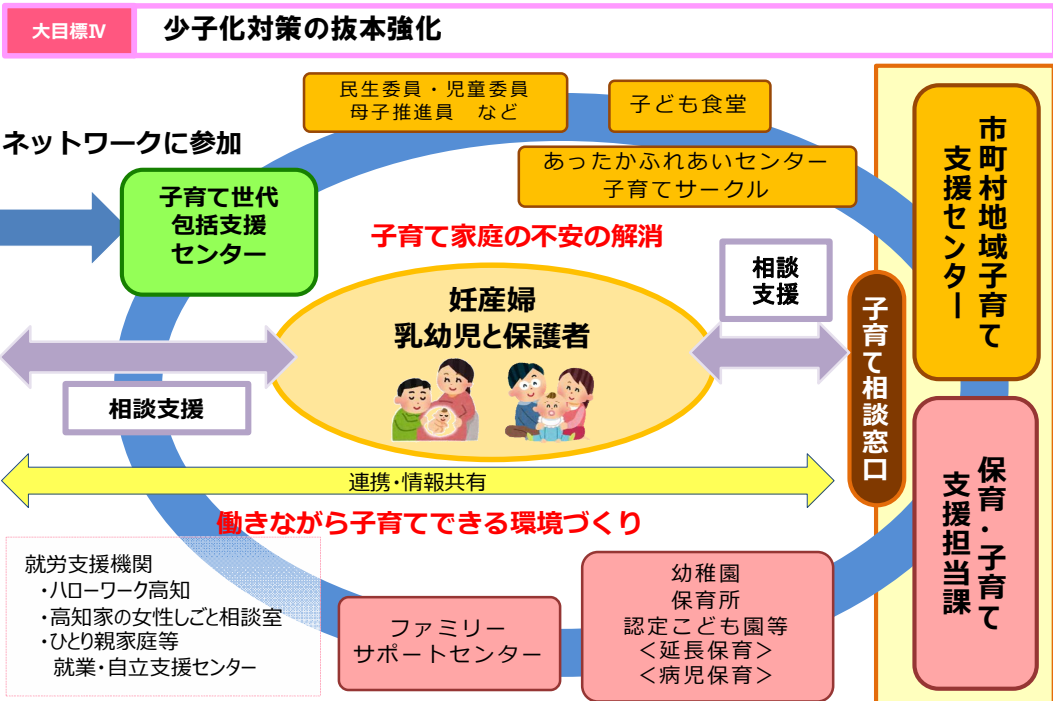 大目標Ⅳ
少子化対策の抜本強化
民生委員・児童委員
母子推進員　など
子ども食堂
ネットワークに参加
あったかふれあいセンター
子育てサークル
子育て世代
包括支援
センター
子育て家庭の不安の解消
相談
支援
妊産婦
乳幼児と保護者
相談支援
子育て相談窓口
市町村地域子育て
支援センター
保育・子育て
支援担当課
連携・情報共有
働きながら子育てできる環境づくり
就労支援機関
・ハローワーク高知
・高知家の女性しごと相談室
・ひとり親家庭等
就業・自立支援センター
ファミリー
サポートセンター
幼稚園
保育所
認定こども園等
＜延長保育＞
＜病児保育＞